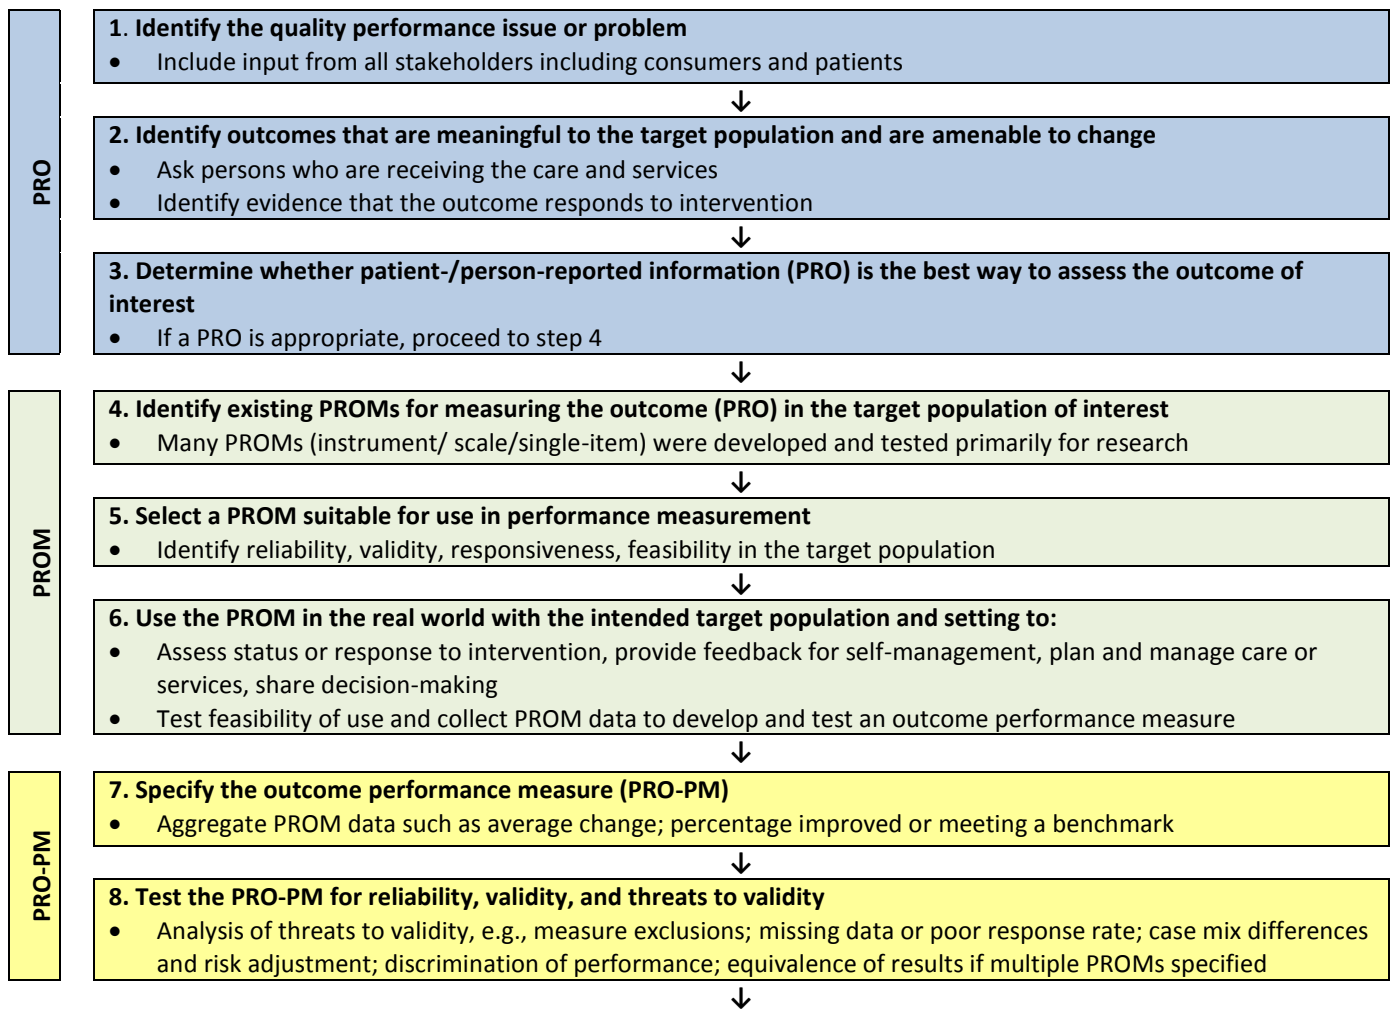 PRO
1. Identify the quality performance issue or problem
• Include input from all stakeholders including consumers and patients
↓
2. Identify outcomes that are meaningful to the target population and are amenable to change
• Ask persons who are receiving the care and services
• Identify evidence that the outcome responds to intervention
↓
3. Determine whether patient-/person-reported information (PRO) is the best way to assess the outcome of
interest
• If a PRO is appropriate, proceed to step 4
↓
PROM
4. Identify existing PROMs for measuring the outcome (PRO) in the target population of interest
• Many PROMs (instrument/ scale/single-item) were developed and tested primarily for research
↓
5. Select a PROM suitable for use in performance measurement
• Identify reliability, validity, responsiveness, feasibility in the target population
↓
6. Use the PROM in the real world with the intended target population and setting to:
• Assess status or response to intervention, provide feedback for self-management, plan and manage care or
services, share decision-making
• Test feasibility of use and collect PROM data to develop and test an outcome performance measure
↓
PRO-PM
7. Specify the outcome performance measure (PRO-PM)
• Aggregate PROM data such as average change; percentage improved or meeting a benchmark
↓
8. Test the PRO-PM for reliability, validity, and threats to validity
• Analysis of threats to validity, e.g., measure exclusions; missing data or poor response rate; case mix differences
and risk adjustment; discrimination of performance; equivalence of results if multiple PROMs specified
↓